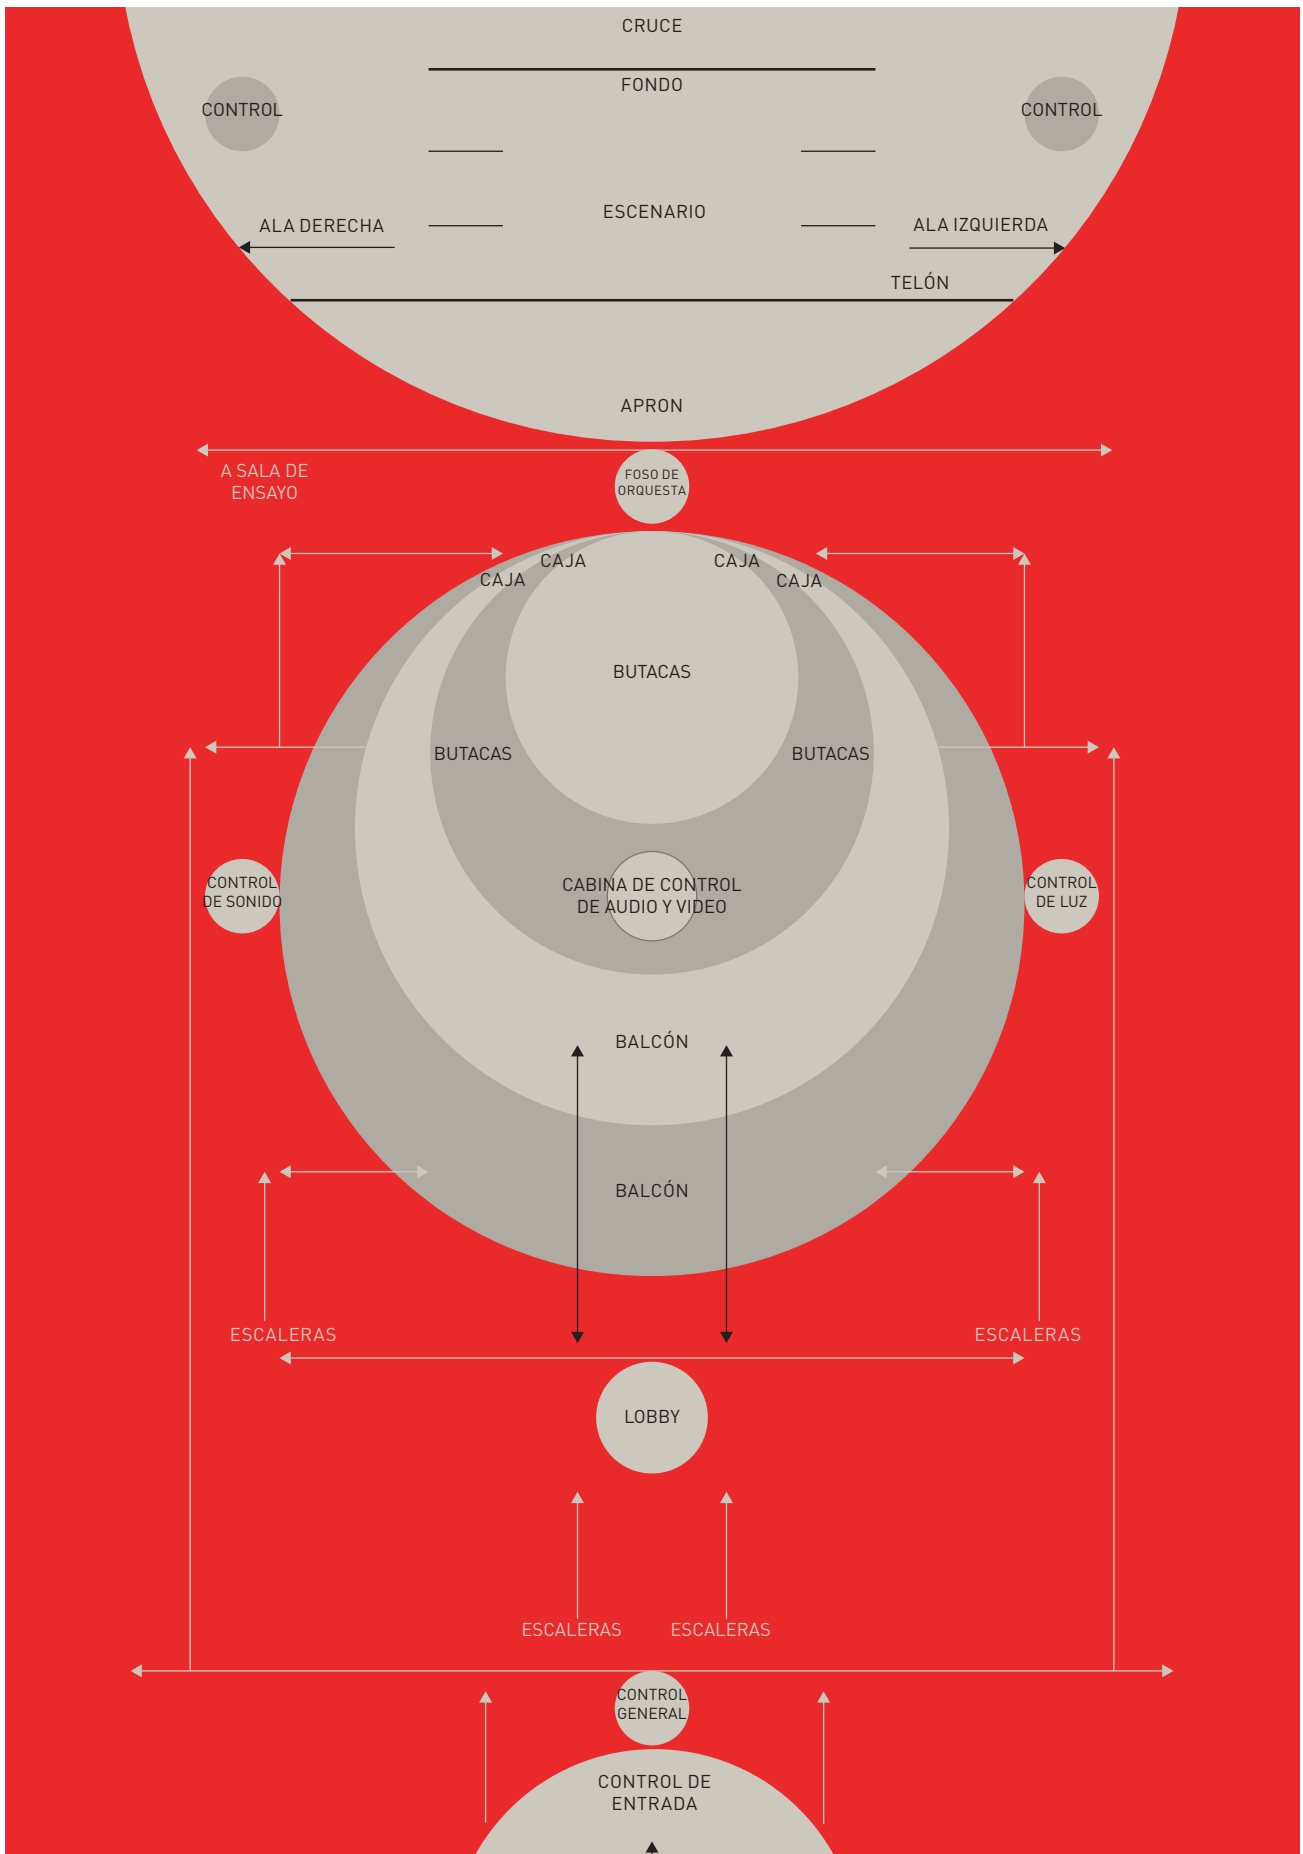 CRUCE
FONDO
CONTROL
CONTROL
ESCENARIO
ALA DERECHA
ALA IZQUIERDA
TELÓN
APRON
A SALA DE
ENSAYO
FOSO DE
ORQUESTA
CAJA
CAJA
CAJA
CAJA
BUTACAS
BUTACAS
BUTACAS
CONTROL
DE SONIDO
CABINA DE CONTROL
DE AUDIO Y VIDEO
CONTROL
DE LUZ
BALCÓN
BALCÓN
ESCALERAS
ESCALERAS
LOBBY
ESCALERAS
ESCALERAS
CONTROL
GENERAL
CONTROL DE
ENTRADA